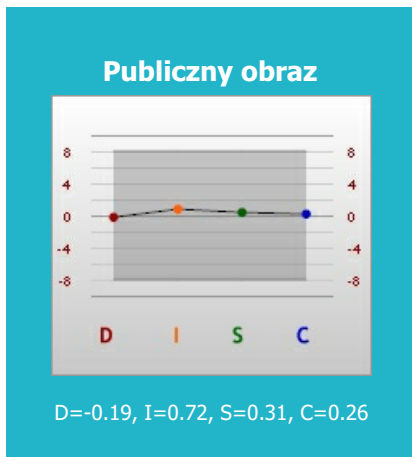 Publiczny obraz
8 8
4 4
0 0
-4 -4
-8 -8
D I S C
D=-0.19, I=0.72, S=0.31, C=0.26